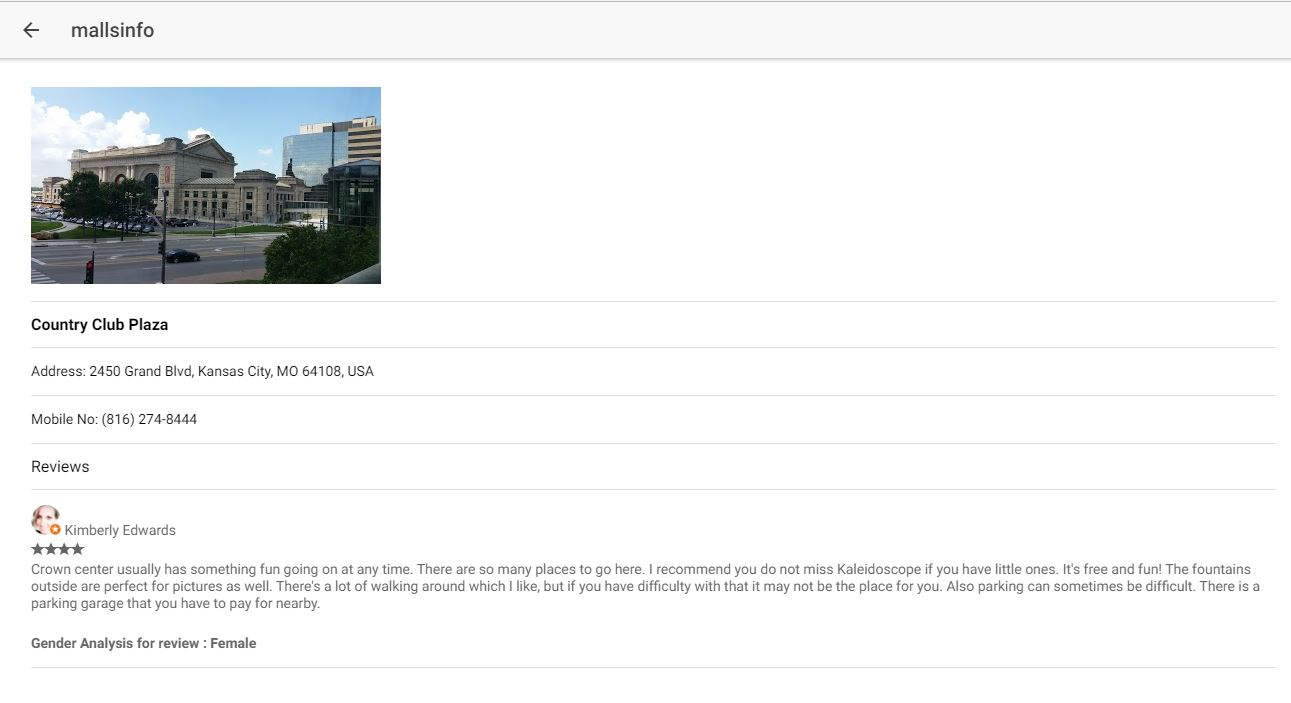 mallsinfo
Country Club Plaza
Address: 2450 Grand Blvd, Kansas City, MO 64108, USA
Mobile No: (816) 274-8444
Reviews
Kimberly Edwards
★★★★
Crown center usually has something fun going on at any time. There are so many places to go here. I recommend you do not miss Kaleidoscope if you have little ones. It's free and fun! The fountains
outside are perfect for pictures as well. There's a lot of walking around which I like, but if you have difficulty with that it may not be the place for you. Also parking can sometimes be difficult. There is a
parking garage that you have to pay for nearby.
Gender Analysis for review : Female